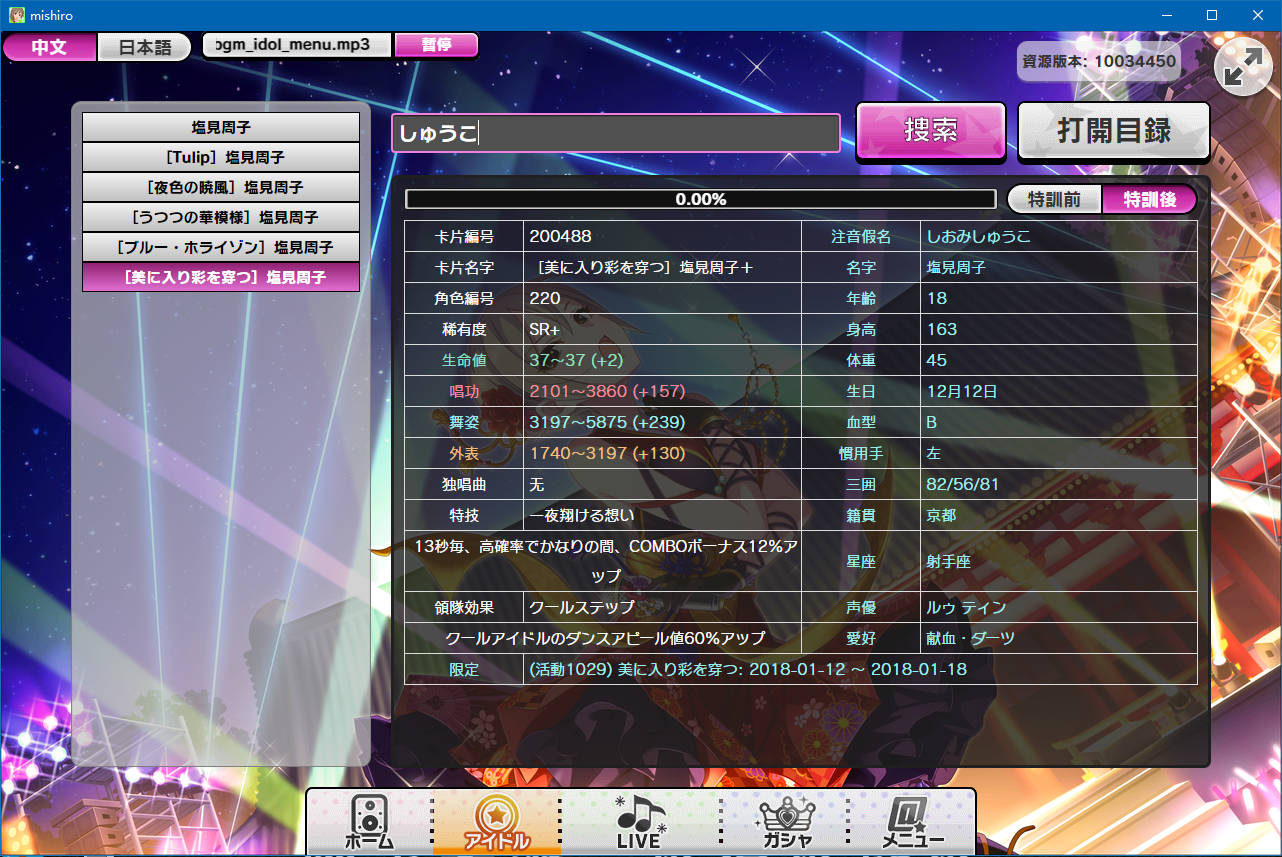 mishiro
中文 日本語 bgm_idol_menu.mp3 暂停
資源版本：10034450
しゅうこ 捜索 打開目録
塩見周子
［Tulip］塩見周子
［夜色の暁風］塩見周子
［うつつの華模様］塩見周子
［ブルー・ホライゾン］塩見周子
［美に入り彩を穿つ］塩見周子
0.00% 特訓前 特訓後
卡片編号 200488 注音假名 しおみしゅうこ
卡片名字 ［美に入り彩を穿つ］塩見周子＋ 名字 塩見周子
角色編号 220 年齢 18
稀有度 SR+ 身高 163
生命値 37～37 (+2) 体重 45
唱功 2101～3860 (+157) 生日 12月12日
舞姿 3197～5875 (+239) 血型 B
外表 1740～3197 (+130) 慣用手 左
独唱曲 无 三囲 82/56/81
特技 一夜翔ける想い 籍貫 京都
13秒毎、高確率でかなりの間、COMBOボーナス12%ア
ップ 星座 射手座
領隊効果 クールステップ 声優 ルゥ ティン
クールアイドルのダンスアピール値60%アップ 愛好 献血・ダーツ
限定 (活動1029) 美に入り彩を穿つ: 2018-01-12 ～ 2018-01-18
ホーム アイドル LIVE ガシャ メニュー